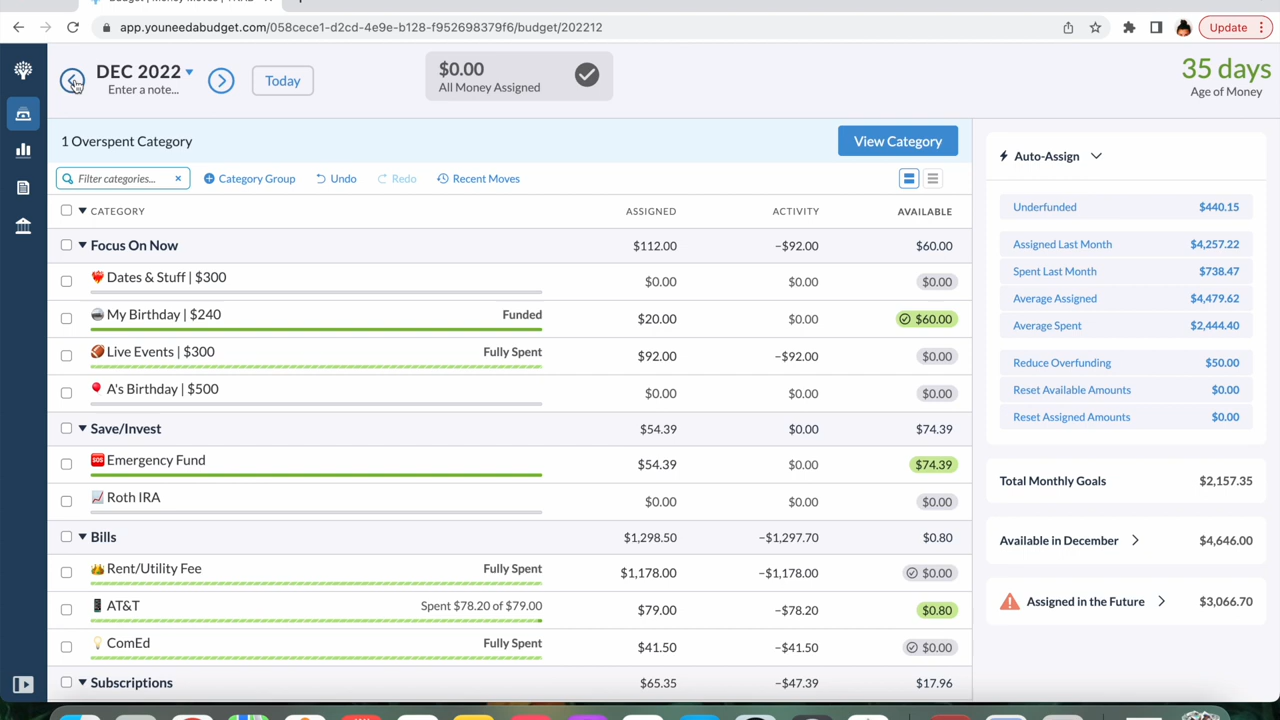 app.youneedabudget.com/058cece1-d2cd-4e9e-b128-f952698379f6/budget/202212
Update
DEC 2022
Enter a note...
Today
$0.00
All Money Assigned
35 days
Age of Money
1 Overspent Category
View Category
Filter categories...
Category Group
Undo
Redo
Recent Moves
CATEGORY ASSIGNED ACTIVITY AVAILABLE
Focus On Now $112.00 −$92.00 $60.00
Dates & Stuff | $300 $0.00 $0.00 $0.00
My Birthday | $240 Funded $20.00 $0.00 $60.00
Live Events | $300 Fully Spent $92.00 −$92.00 $0.00
A's Birthday | $500 $0.00 $0.00 $0.00
Save/Invest $54.39 $0.00 $74.39
SOS Emergency Fund $54.39 $0.00 $74.39
Roth IRA $0.00 $0.00 $0.00
Bills $1,298.50 −$1,297.70 $0.80
Rent/Utility Fee Fully Spent $1,178.00 −$1,178.00 $0.00
AT&T Spent $78.20 of $79.00 $79.00 −$78.20 $0.80
ComEd Fully Spent $41.50 −$41.50 $0.00
Subscriptions $65.35 −$47.39 $17.96
Auto-Assign
Underfunded $440.15
Assigned Last Month $4,257.22
Spent Last Month $738.47
Average Assigned $4,479.62
Average Spent $2,444.40
Reduce Overfunding $50.00
Reset Available Amounts $0.00
Reset Assigned Amounts $0.00
Total Monthly Goals $2,157.35
Available in December $4,646.00
Assigned in the Future $3,066.70